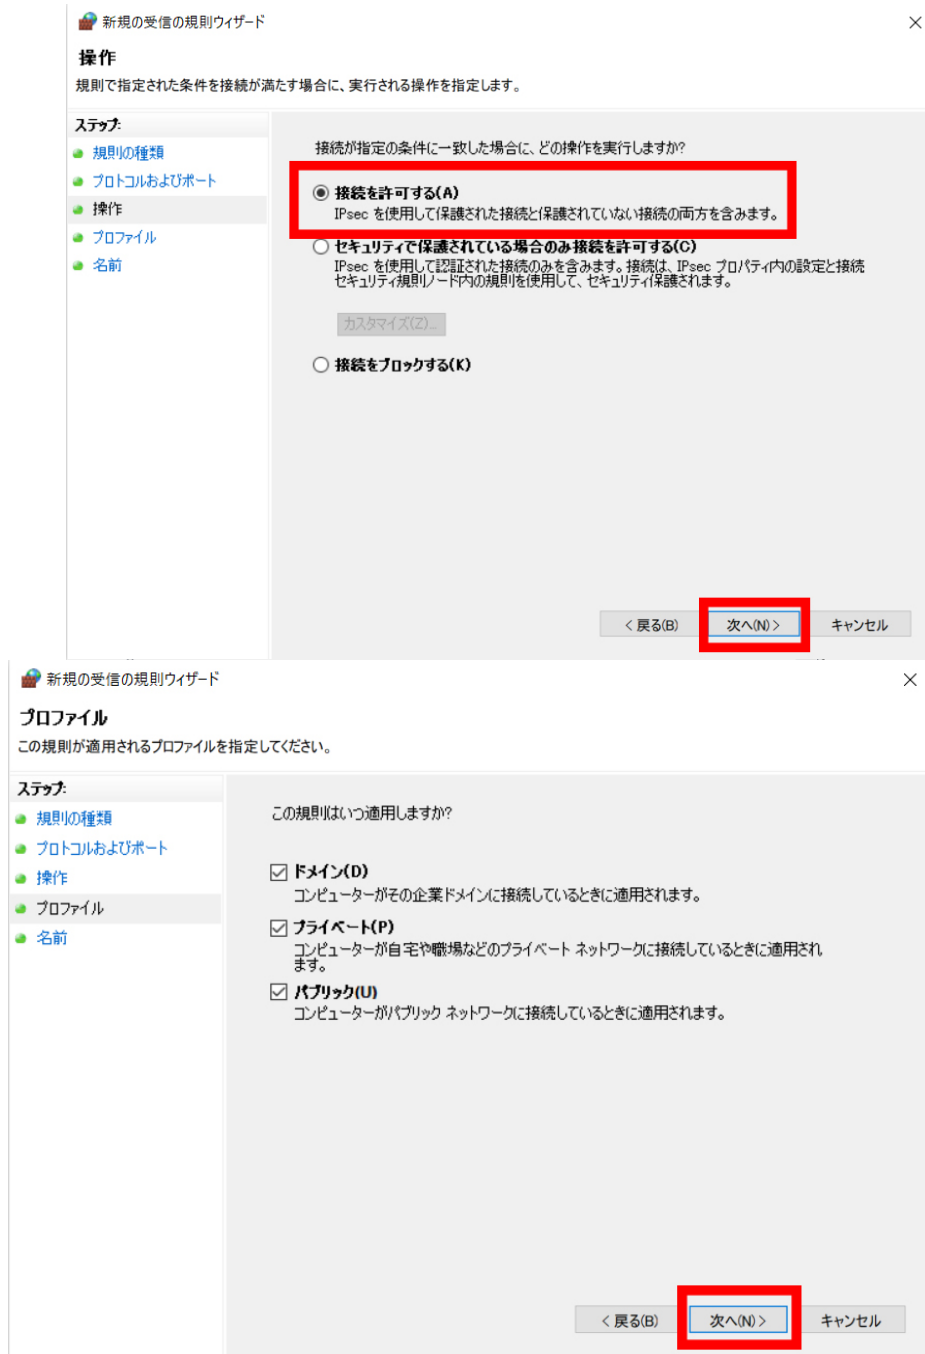 新規の受信の規則ウィザード
操作
規則で指定された条件を接続が満たす場合に、実行される操作を指定します。
ステップ:
規則の種類
プロトコルおよびポート
操作
プロファイル
名前
接続が指定の条件に一致した場合に、どの操作を実行しますか?
接続を許可する(A)
IPsec を使用して保護された接続と保護されていない接続の両方を含みます。
セキュリティで保護されている場合のみ接続を許可する(C)
IPsec を使用して認証された接続のみを含みます。接続は、IPsec プロパティ内の設定と接続
セキュリティ規則ノード内の規則を使用して、セキュリティ保護されます。
カスタマイズ(Z)...
接続をブロックする(K)
< 戻る(B)
次へ(N) >
キャンセル
新規の受信の規則ウィザード
プロファイル
この規則が適用されるプロファイルを指定してください。
ステップ:
規則の種類
プロトコルおよびポート
操作
プロファイル
名前
この規則はいつ適用しますか?
ドメイン(D)
コンピューターがその企業ドメインに接続しているときに適用されます。
プライベート(P)
コンピューターが自宅や職場などのプライベート ネットワークに接続しているときに適用され
ます。
パブリック(U)
コンピューターがパブリック ネットワークに接続しているときに適用されます。
< 戻る(B)
次へ(N) >
キャンセル